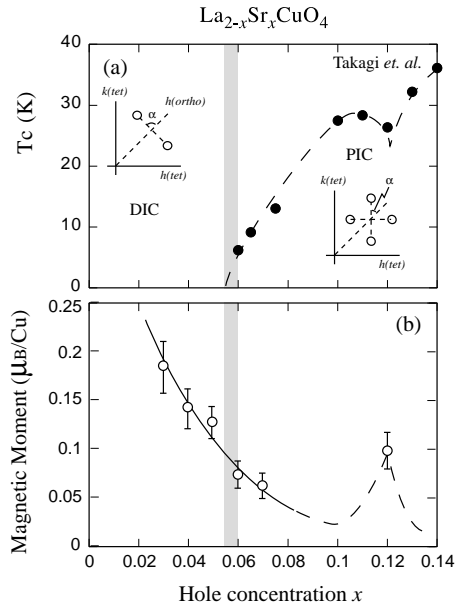 La2-xSrxCuO4
(a)
Takagi et. al.
k(tet)
α
h(ortho)
h(tet)
DIC
PIC
k(tet)
α
h(tet)
Tc (K)
40
30
20
10
0
(b)
Magnetic Moment (μB/Cu)
0.25
0.2
0.15
0.1
0.05
0
0 0.02 0.04 0.06 0.08 0.1 0.12 0.14
Hole concentration x